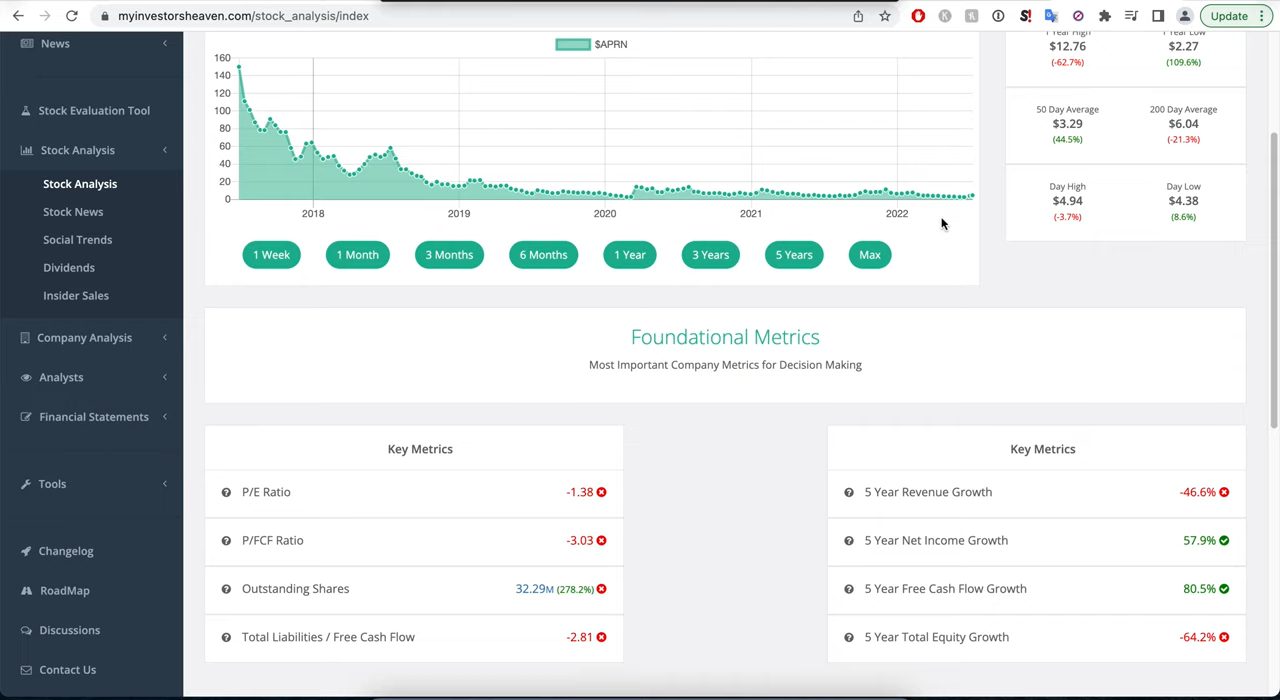 myinvestorsheaven.com/stock_analysis/index
Update
News
Stock Evaluation Tool
Stock Analysis
Stock Analysis
Stock News
Social Trends
Dividends
Insider Sales
Company Analysis
Analysts
Financial Statements
Tools
Changelog
RoadMap
Discussions
Contact Us
$APRN
160
140
120
100
80
60
40
20
0
2018 2019 2020 2021 2022
1 Week 1 Month 3 Months 6 Months 1 Year 3 Years 5 Years Max
1 Year High 1 Year Low
$12.76 $2.27
(-62.7%) (109.6%)
50 Day Average 200 Day Average
$3.29 $6.04
(44.5%) (-21.3%)
Day High Day Low
$4.94 $4.38
(-3.7%) (8.6%)
Foundational Metrics
Most Important Company Metrics for Decision Making
Key Metrics
P/E Ratio -1.38
P/FCF Ratio -3.03
Outstanding Shares 32.29M (278.2%)
Total Liabilities / Free Cash Flow -2.81
Key Metrics
5 Year Revenue Growth -46.6%
5 Year Net Income Growth 57.9%
5 Year Free Cash Flow Growth 80.5%
5 Year Total Equity Growth -64.2%